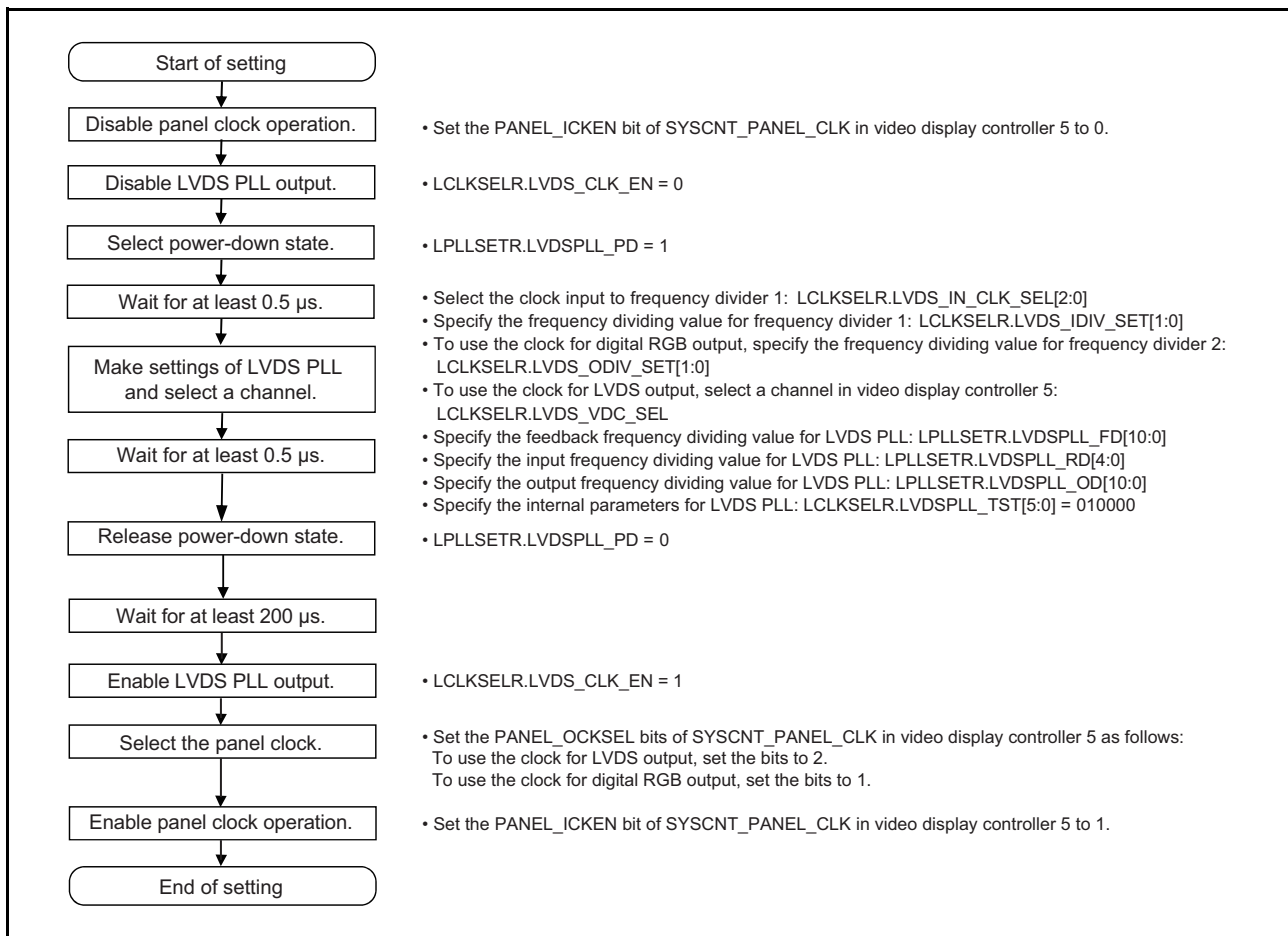 Start of setting
Disable panel clock operation.
• Set the PANEL_ICKEN bit of SYSCNT_PANEL_CLK in video display controller 5 to 0.
Disable LVDS PLL output.
• LCLKSELR.LVDS_CLK_EN = 0
Select power-down state.
• LPLLSETR.LVDSPLL_PD = 1
Wait for at least 0.5 µs.
Make settings of LVDS PLL
and select a channel.
• Select the clock input to frequency divider 1: LCLKSELR.LVDS_IN_CLK_SEL[2:0]
• Specify the frequency dividing value for frequency divider 1: LCLKSELR.LVDS_IDIV_SET[1:0]
• To use the clock for digital RGB output, specify the frequency dividing value for frequency divider 2:
LCLKSELR.LVDS_ODIV_SET[1:0]
• To use the clock for LVDS output, select a channel in video display controller 5:
LCLKSELR.LVDS_VDC_SEL
• Specify the feedback frequency dividing value for LVDS PLL: LPLLSETR.LVDSPLL_FD[10:0]
• Specify the input frequency dividing value for LVDS PLL: LPLLSETR.LVDSPLL_RD[4:0]
• Specify the output frequency dividing value for LVDS PLL: LPLLSETR.LVDSPLL_OD[10:0]
• Specify the internal parameters for LVDS PLL: LCLKSELR.LVDSPLL_TST[5:0] = 010000
Wait for at least 0.5 µs.
Release power-down state.
• LPLLSETR.LVDSPLL_PD = 0
Wait for at least 200 µs.
Enable LVDS PLL output.
• LCLKSELR.LVDS_CLK_EN = 1
Select the panel clock.
• Set the PANEL_OCKSEL bits of SYSCNT_PANEL_CLK in video display controller 5 as follows:
To use the clock for LVDS output, set the bits to 2.
To use the clock for digital RGB output, set the bits to 1.
Enable panel clock operation.
• Set the PANEL_ICKEN bit of SYSCNT_PANEL_CLK in video display controller 5 to 1.
End of setting